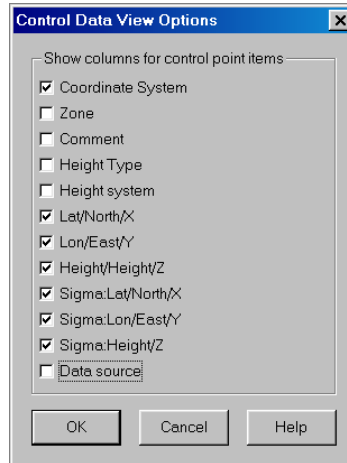 Control Data View Options
Show columns for control point items
Coordinate System
Zone
Comment
Height Type
Height system
Lat/North/X
Lon/East/Y
Height/Height/Z
Sigma:Lat/North/X
Sigma:Lon/East/Y
Sigma:Height/Z
Data source
OK Cancel Help